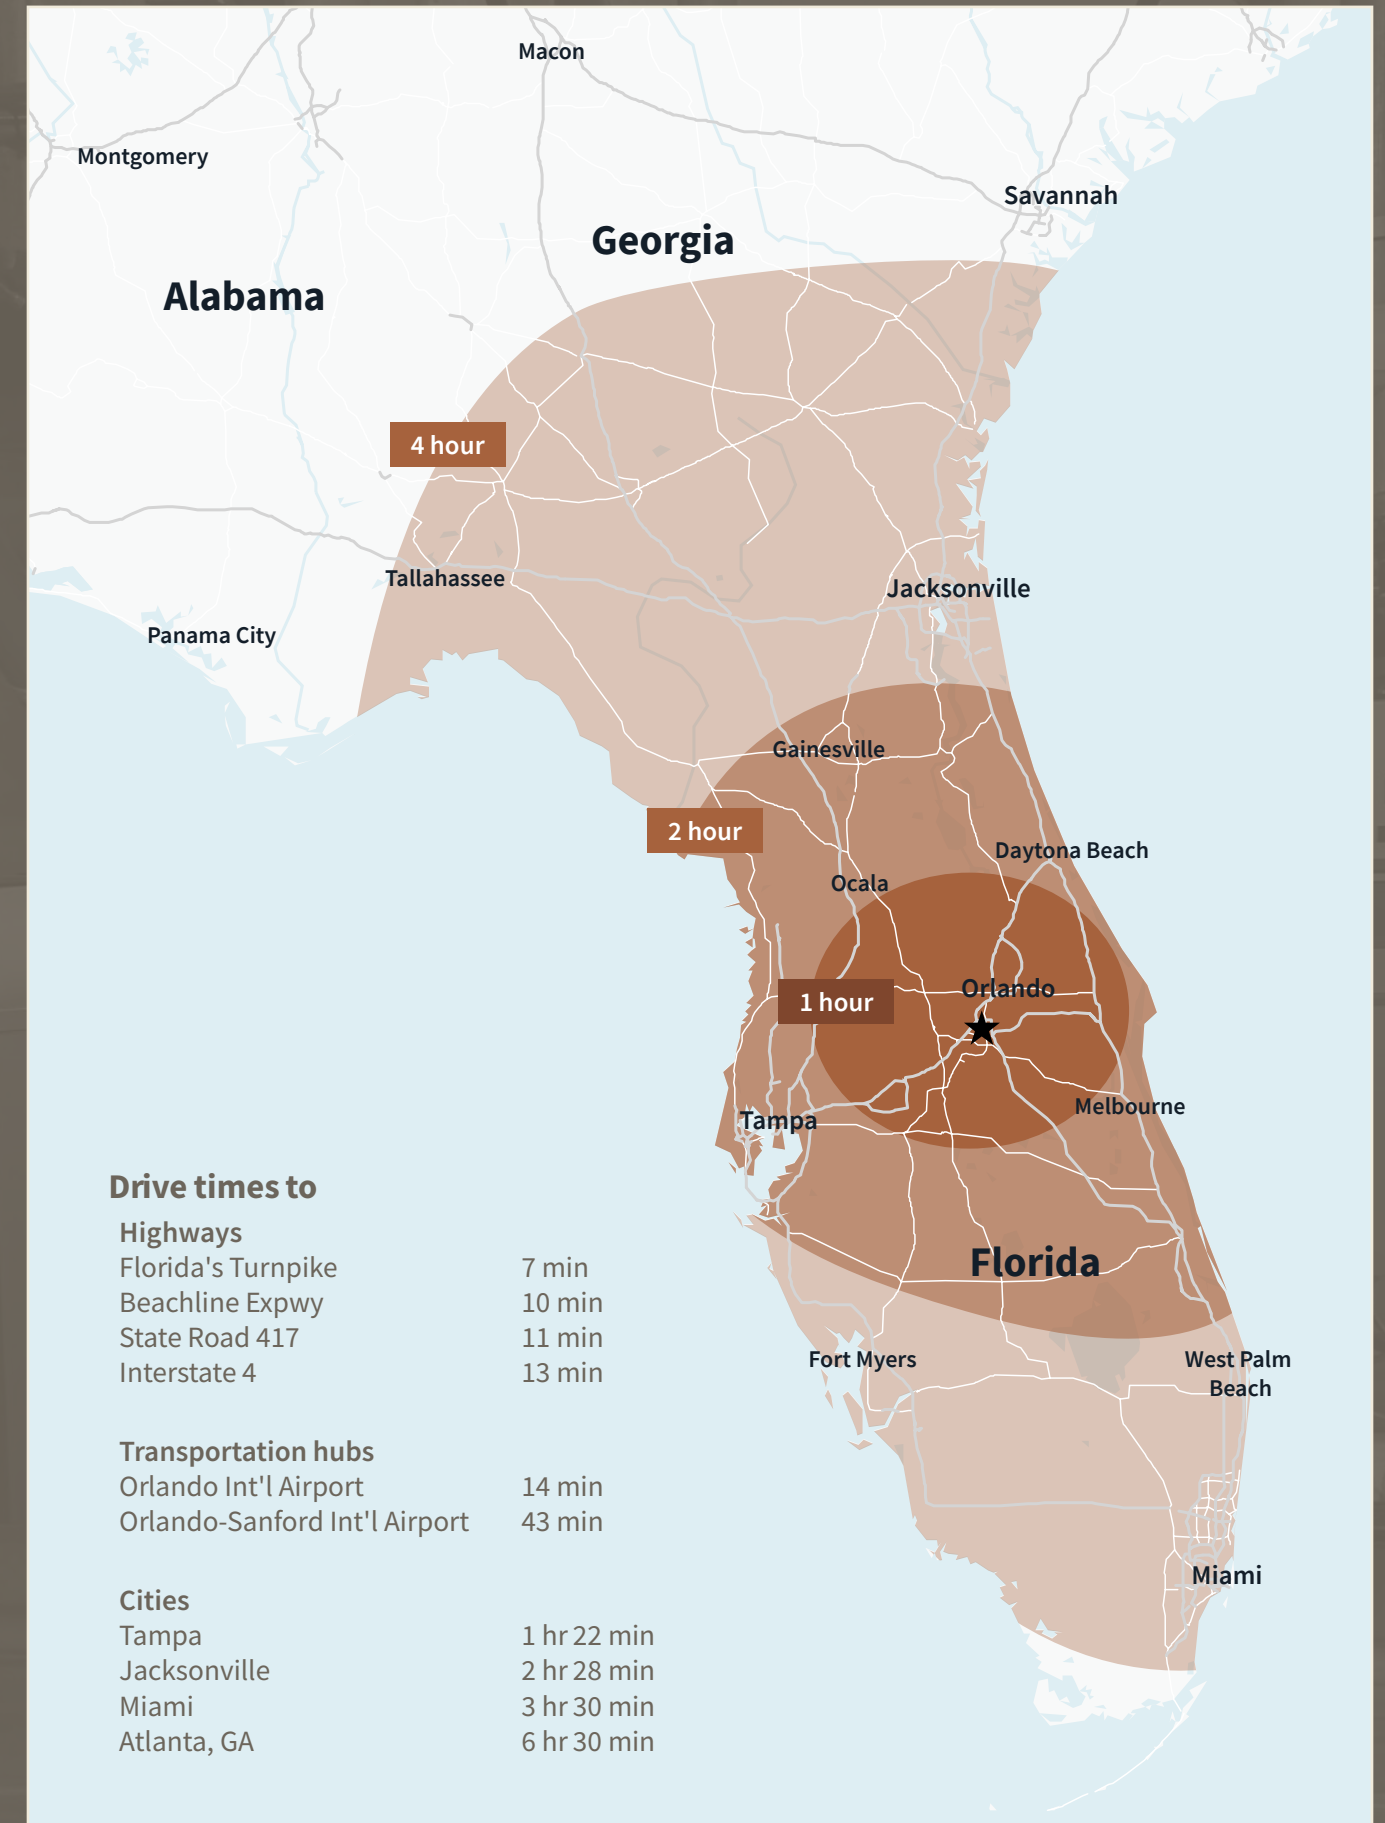 Macon
Montgomery
Savannah
Georgia
Alabama
4 hour
Tallahassee
Jacksonville
Panama City
Gainesville
2 hour
Daytona Beach
Ocala
Orlando
1 hour
Melbourne
Tampa
Florida
Fort Myers
West Palm
Beach
Miami
Drive times to
Highways
Florida's Turnpike 7 min
Beachline Expwy 10 min
State Road 417 11 min
Interstate 4 13 min
Transportation hubs
Orlando Int'l Airport 14 min
Orlando-Sanford Int'l Airport 43 min
Cities
Tampa 1 hr 22 min
Jacksonville 2 hr 28 min
Miami 3 hr 30 min
Atlanta, GA 6 hr 30 min